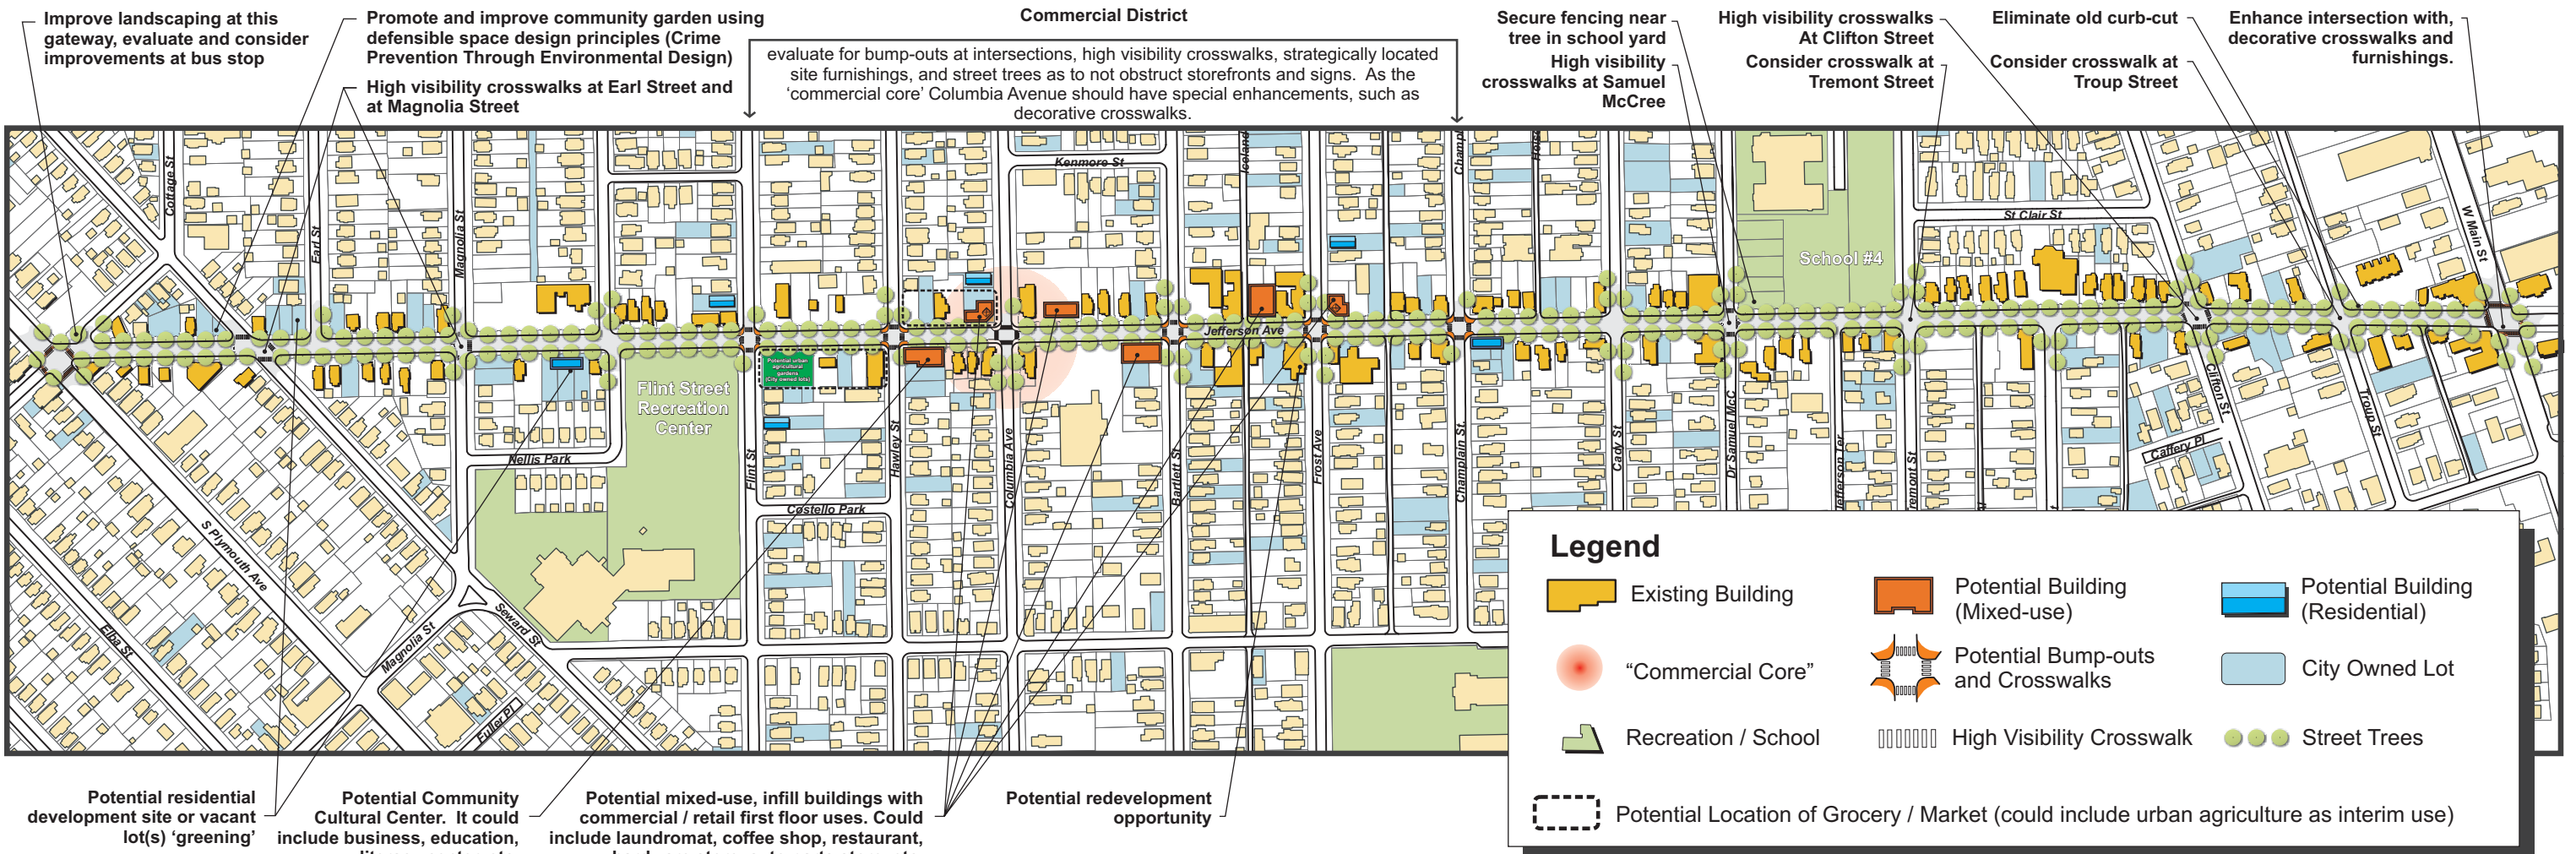 Improve landscaping at this
gateway, evaluate and consider
improvements at bus stop
Promote and improve community garden using
defensible space design principles (Crime
Prevention Through Environmental Design)
High visibility crosswalks at Earl Street and
at Magnolia Street
Commercial District
evaluate for bump-outs at intersections, high visibility crosswalks, strategically located
site furnishings, and street trees as to not obstruct storefronts and signs. As the
‘commercial core’ Columbia Avenue should have special enhancements, such as
decorative crosswalks.
Secure fencing near
tree in school yard
High visibility
crosswalks at Samuel
McCree
High visibility crosswalks
At Clifton Street
Consider crosswalk at
Tremont Street
Eliminate old curb-cut
Consider crosswalk at
Troup Street
Enhance intersection with,
decorative crosswalks and
furnishings.
Cottage St
Earl St
Magnolia St
Kenmore St
Iceland
Champl
St Clair St
W Main St
School #4
Jefferson Ave
Potential urban
agricultural
gardens
(City owned lots)
Flint Street
Recreation
Center
Nellis Park
Flint St
Hawley St
Columbia Ave
Bartlett St
Frost Ave
Champlain St.
Cady St
Dr Samuel McC
Jefferson Ter
remont St
Clifton St
Troup St
Caffery Pl
Costello Park
S Plymouth Ave
Elba St
Magnolia St
Seward St
Fuller Pl
Legend
Existing Building
Potential Building
(Mixed-use)
Potential Building
(Residential)
“Commercial Core”
Potential Bump-outs
and Crosswalks
City Owned Lot
Recreation / School
High Visibility Crosswalk
Street Trees
Potential Location of Grocery / Market (could include urban agriculture as interim use)
Potential residential
development site or vacant
lot(s) ‘greening’
Potential Community
Cultural Center. It could
include business, education,
Potential mixed-use, infill buildings with
commercial / retail first floor uses. Could
include laundromat, coffee shop, restaurant,
Potential redevelopment
opportunity